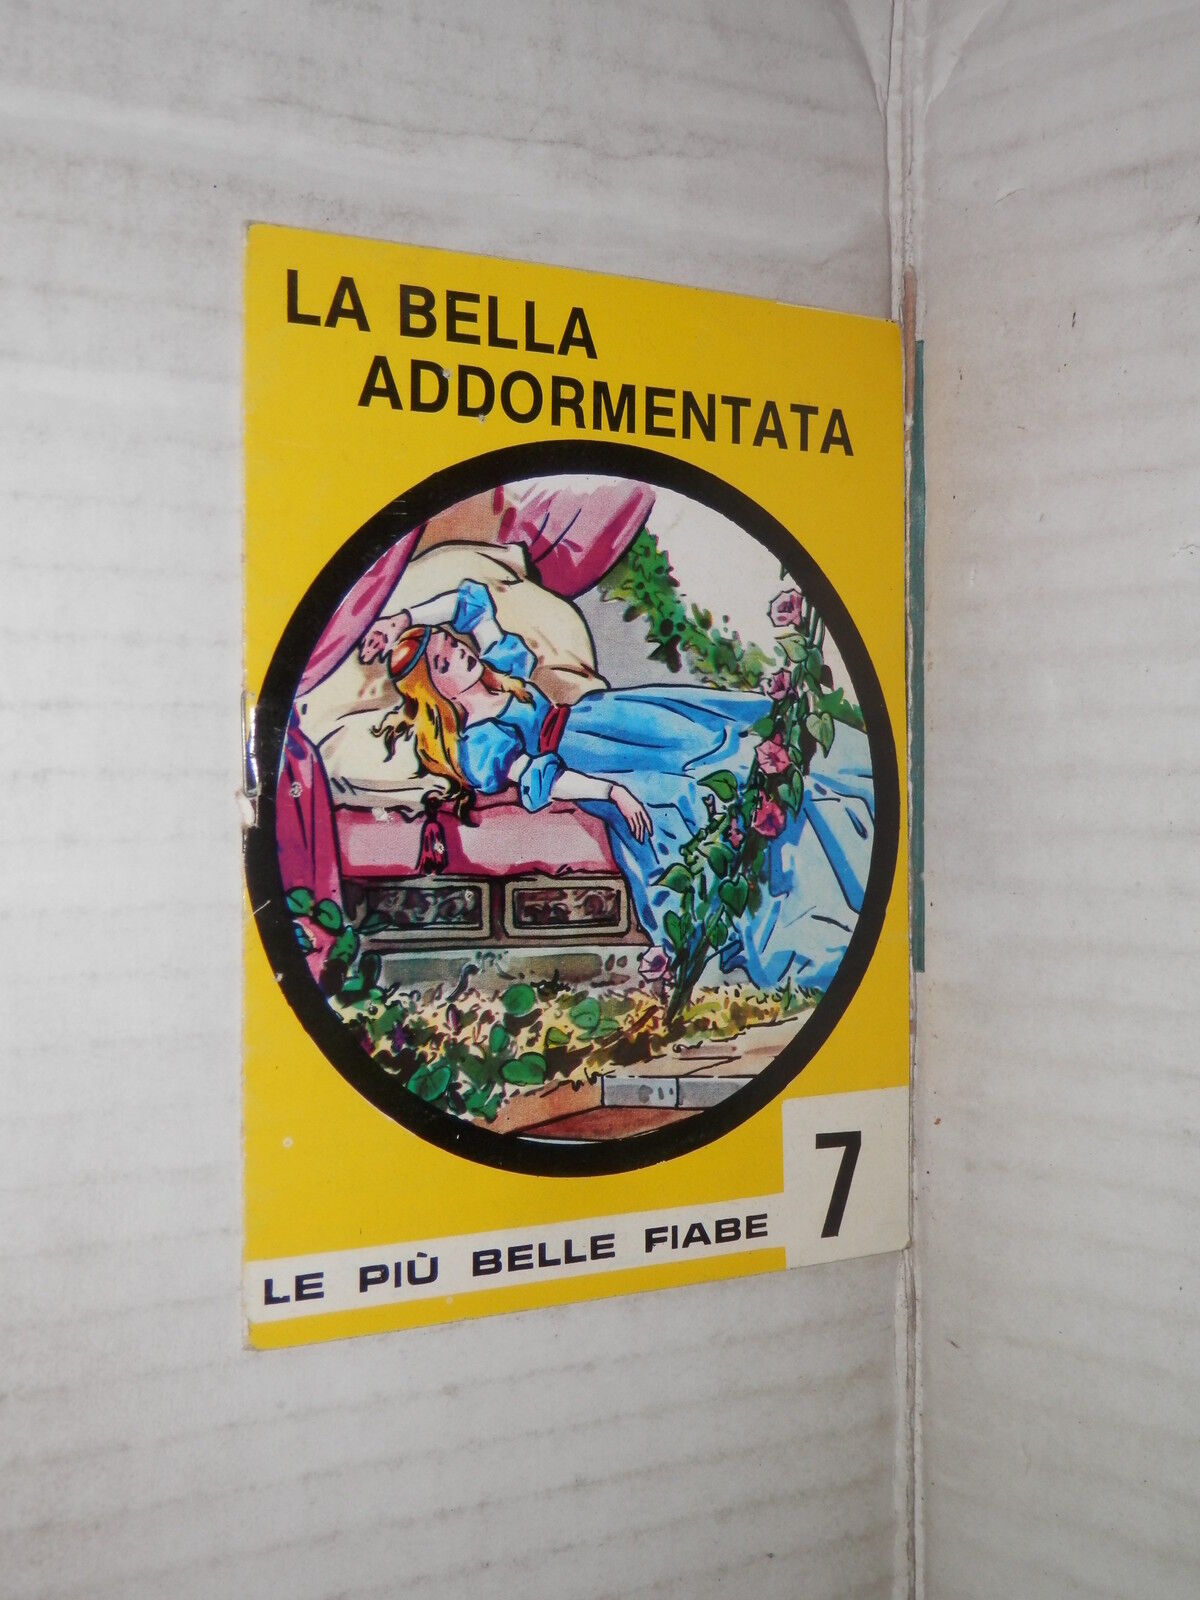 LA BELLA
ADDORMENTATA
7
LE PIÙ BELLE FIABE